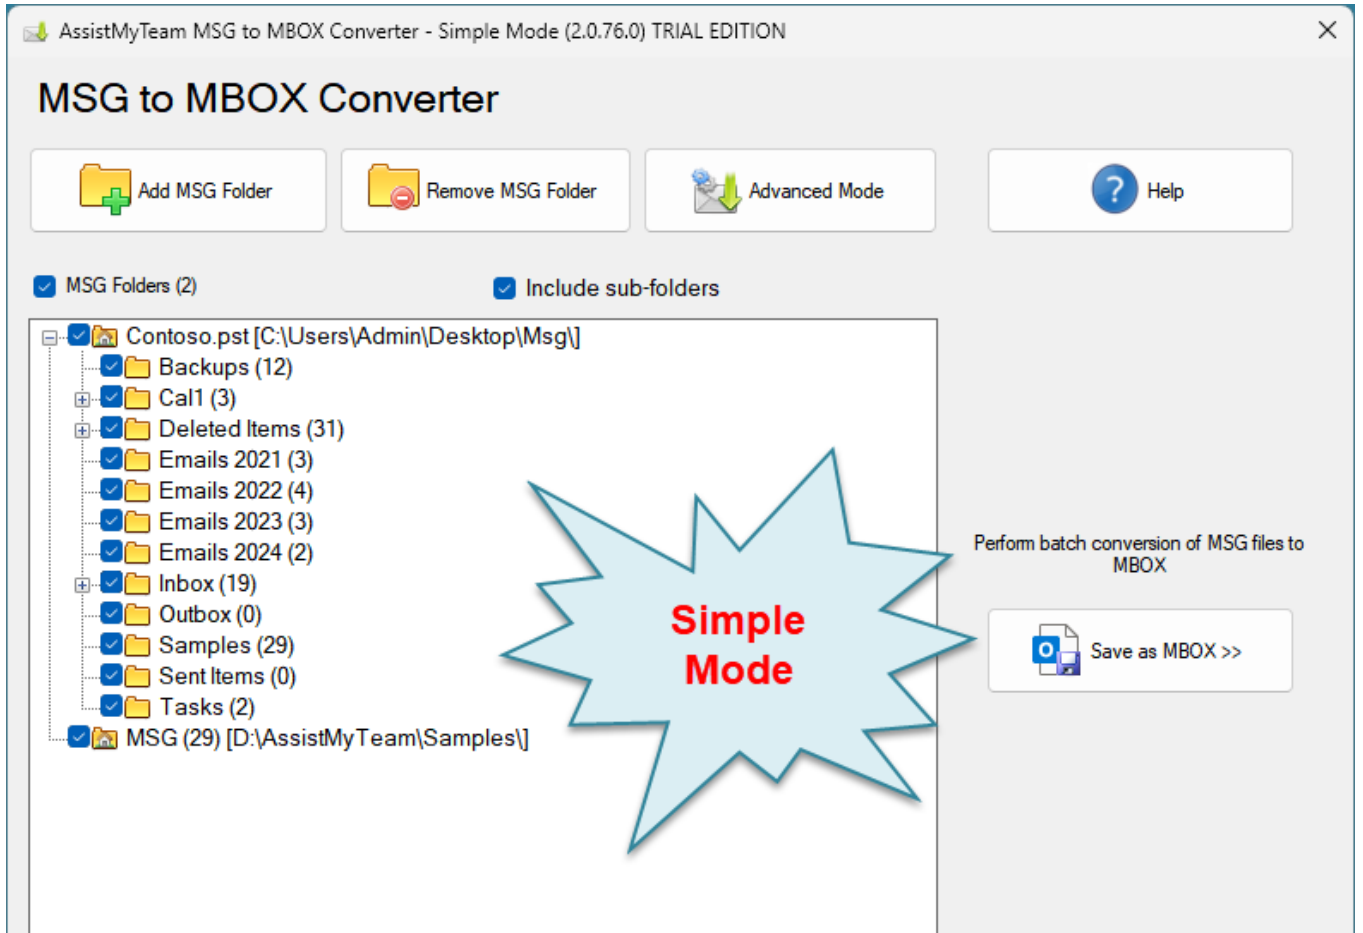 AssistMyTeam MSG to MBOX Converter - Simple Mode (2.0.76.0) TRIAL EDITION
MSG to MBOX Converter
Add MSG Folder
Remove MSG Folder
Advanced Mode
Help
MSG Folders (2)
Include sub-folders
Contoso.pst [C:\Users\Admin\Desktop\Msg\]
Backups (12)
Cal1 (3)
Deleted Items (31)
Emails 2021 (3)
Emails 2022 (4)
Emails 2023 (3)
Emails 2024 (2)
Inbox (19)
Outbox (0)
Samples (29)
Sent Items (0)
Tasks (2)
MSG (29) [D:\AssistMyTeam\Samples\]
Simple
Mode
Perform batch conversion of MSG files to
MBOX
Save as MBOX >>